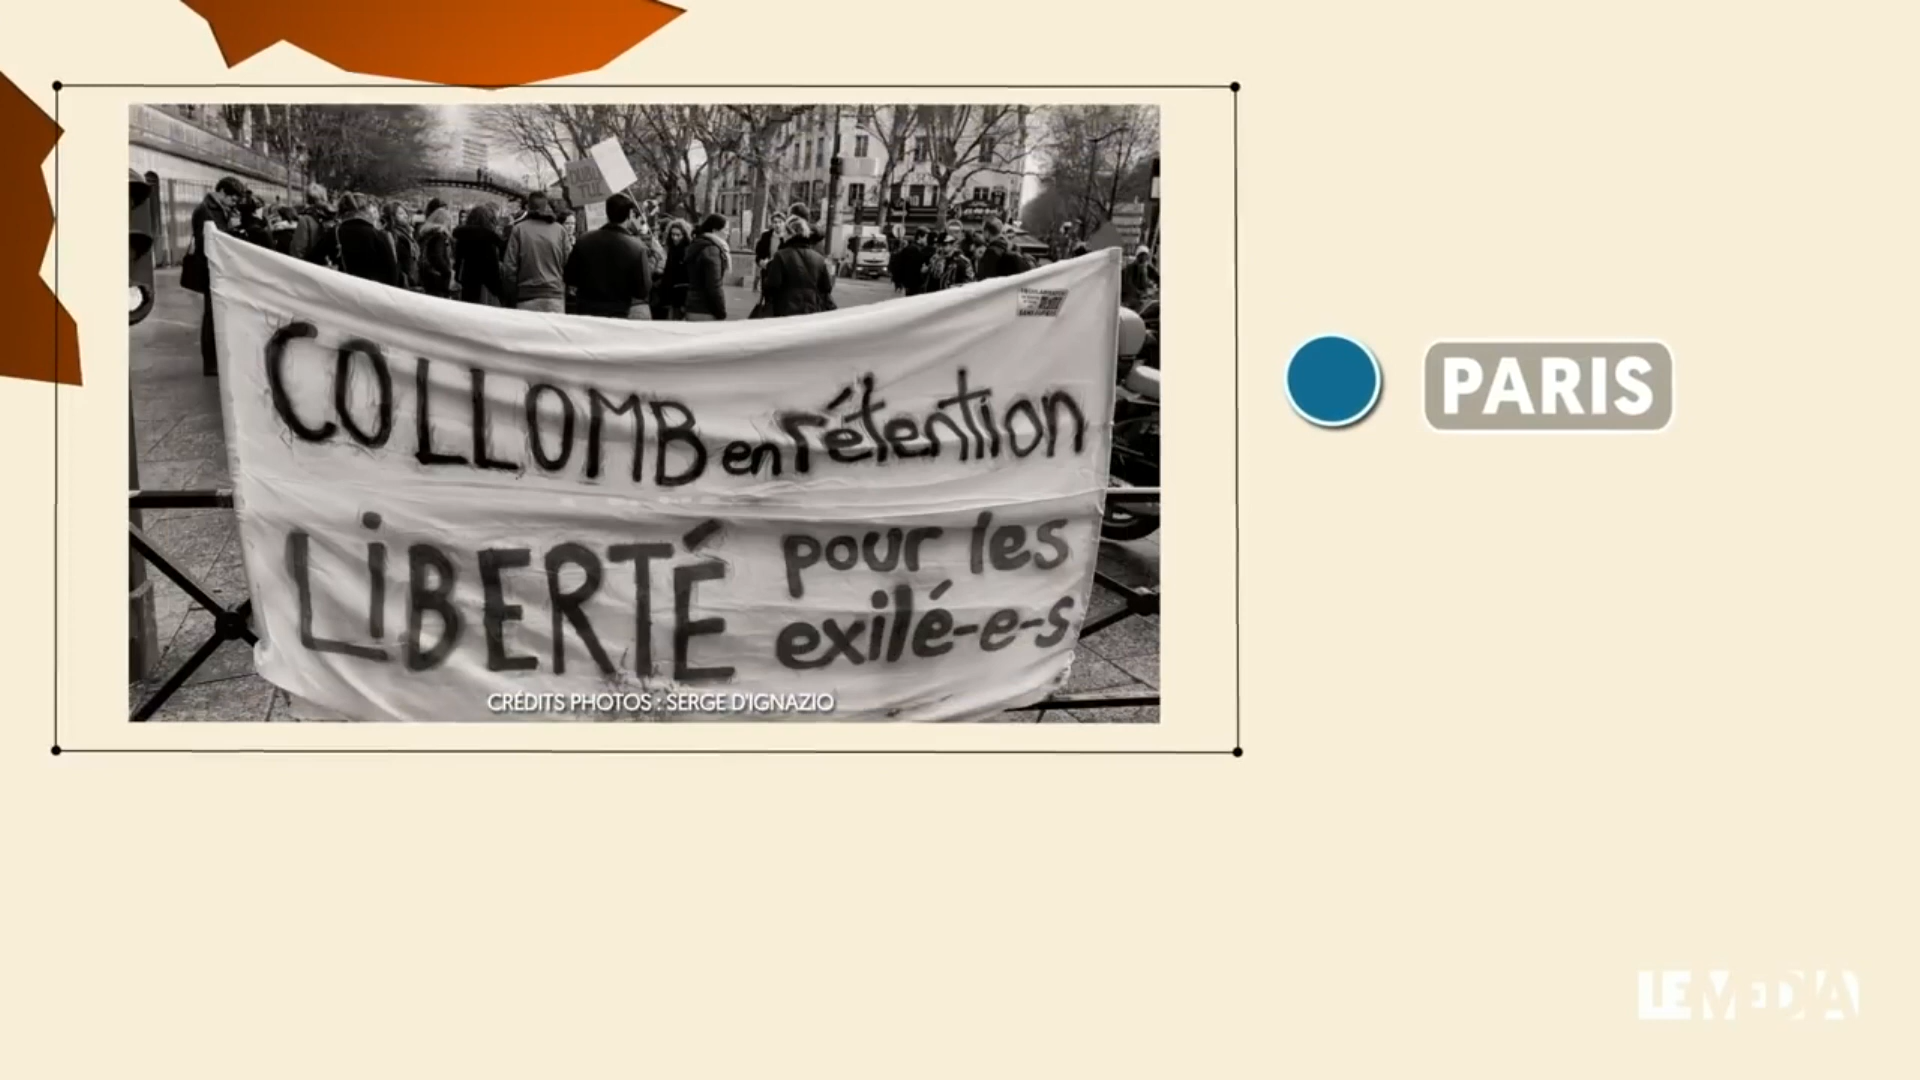 COLLOMB en rétention
LiBERTÉ pour les
exilé-e-s
CRÉDITS PHOTOS : SERGE D'IGNAZIO
PARIS
LE MEDIA